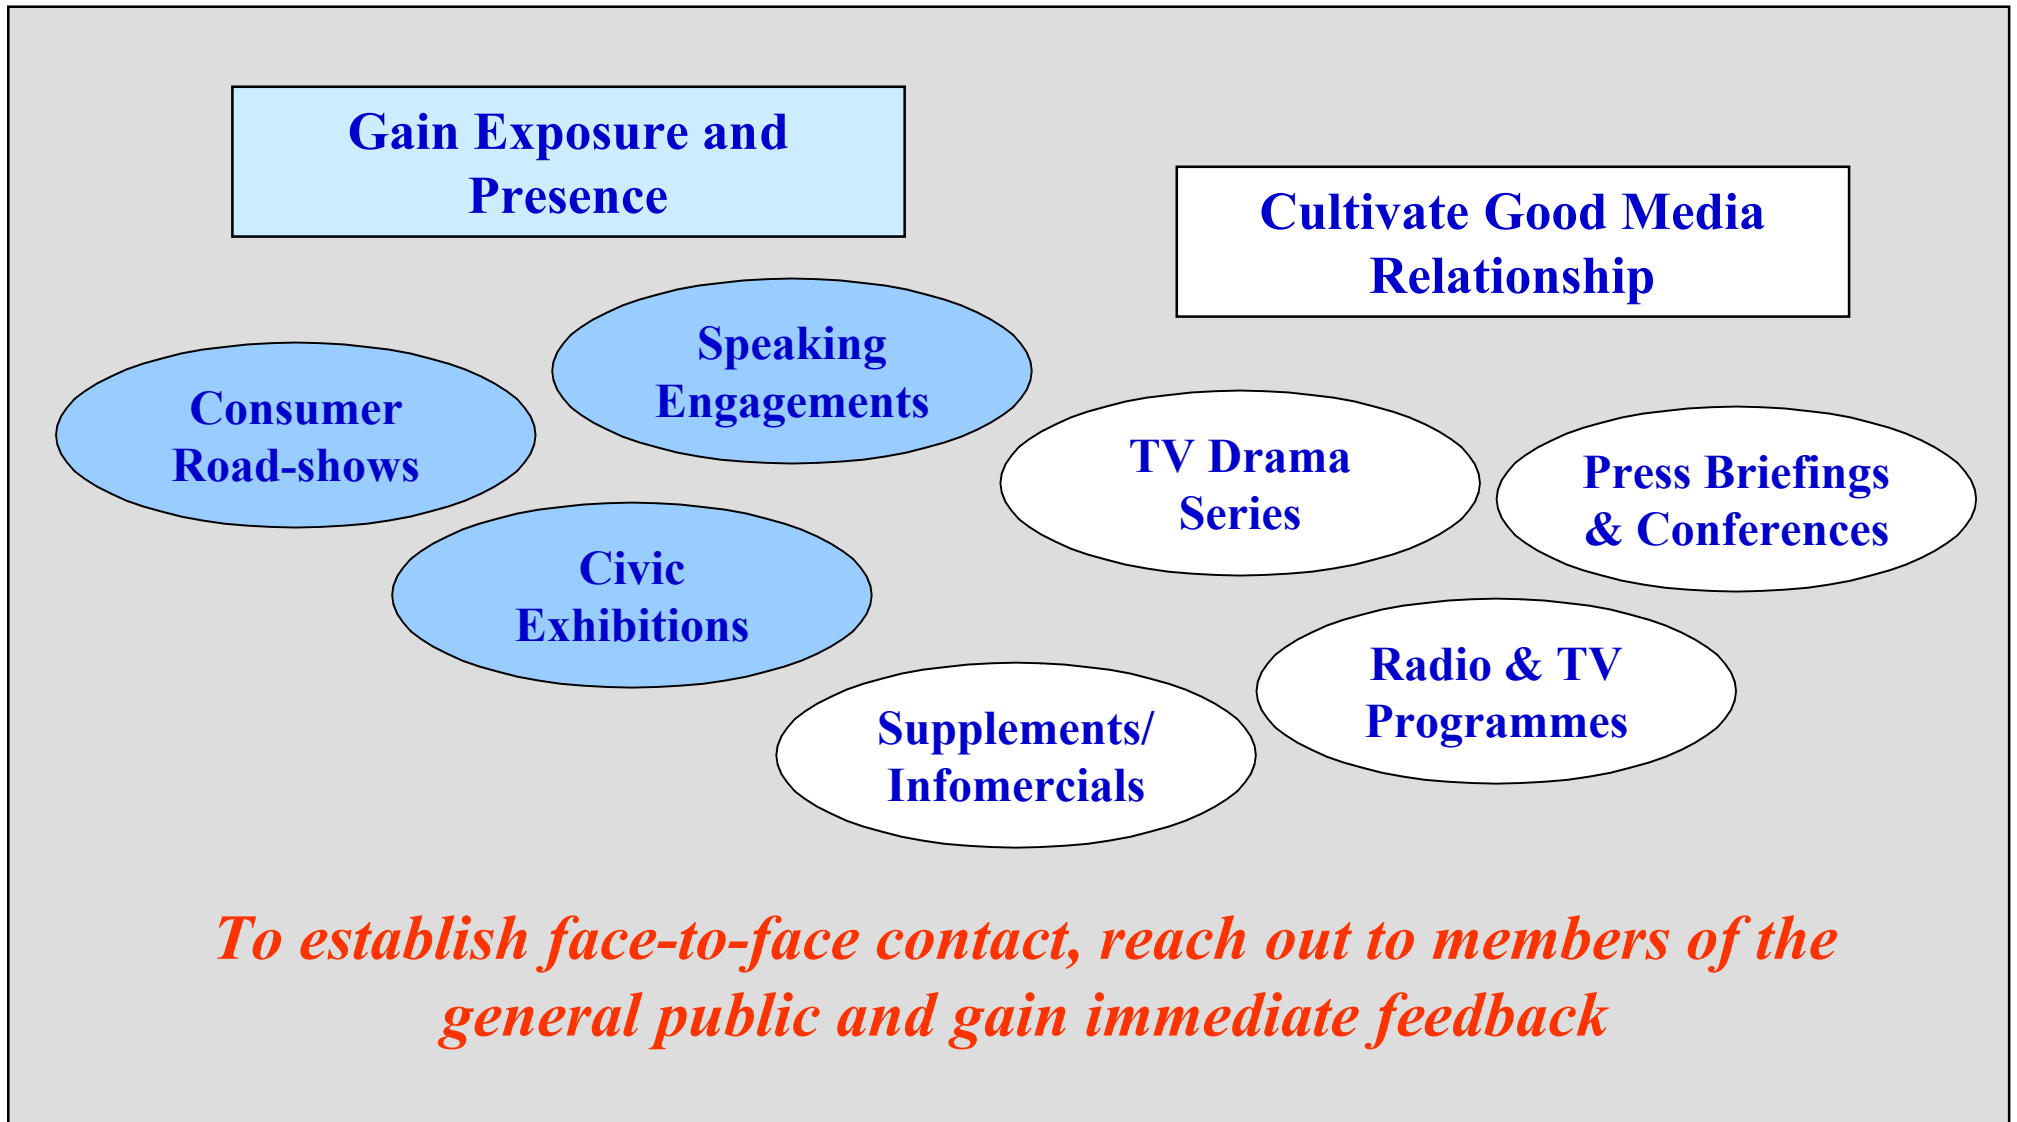 Gain Exposure and
Presence
Cultivate Good Media
Relationship
Speaking
Engagements
Consumer
Road-shows
TV Drama
Series
Press Briefings
& Conferences
Civic
Exhibitions
Radio & TV
Programmes
Supplements/
Infomercials
To establish face-to-face contact, reach out to members of the
general public and gain immediate feedback